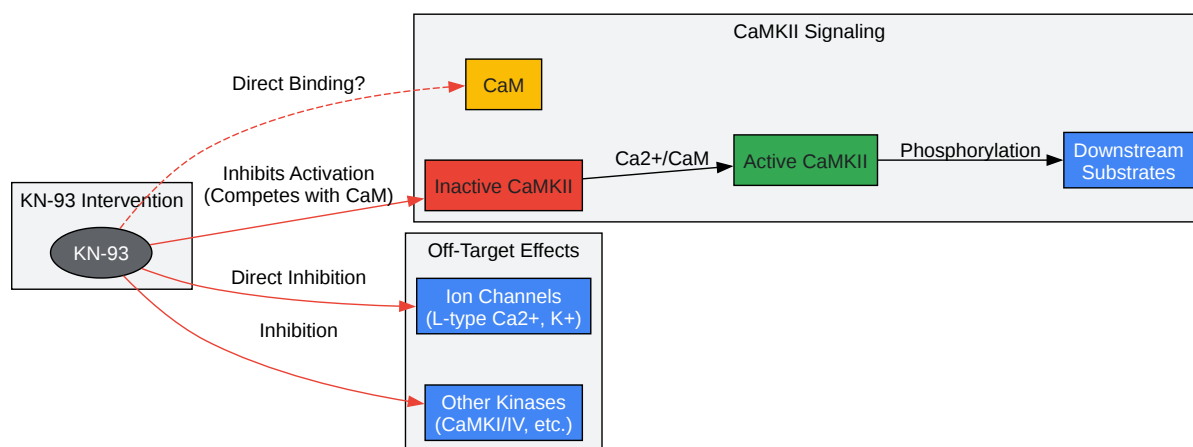 CaMKII Signaling
Direct Binding?
CaM
Inhibits Activation
(Competes with CaM)
Inactive CaMKII
Ca2+/CaM
Active CaMKII
Phosphorylation
Downstream
Substrates
KN-93 Intervention
KN-93
Off-Target Effects
Direct Inhibition
Ion Channels
(L-type Ca2+, K+)
Inhibition
Other Kinases
(CaMKI/IV, etc.)